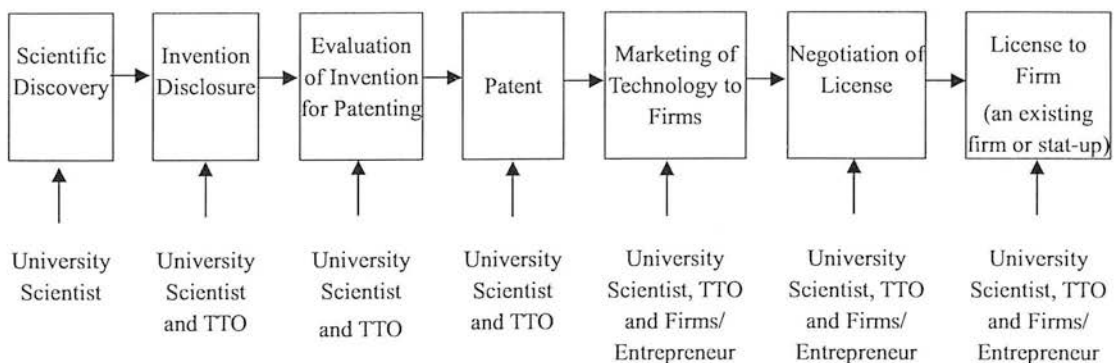 Scientific
Discovery
Invention
Disclosure
Evaluation
of Invention
for Patenting
Patent
Marketing of
Technology to
Firms
Negotiation of
License
License to
Firm
(an existing
firm or stat-up)
University
Scientist
University
Scientist
and TTO
University
Scientist
and TTO
University
Scientist
and TTO
University
Scientist, TTO
and Firms/
Entrepreneur
University
Scientist, TTO
and Firms/
Entrepreneur
University
Scientist, TTO
and Firms/
Entrepreneur